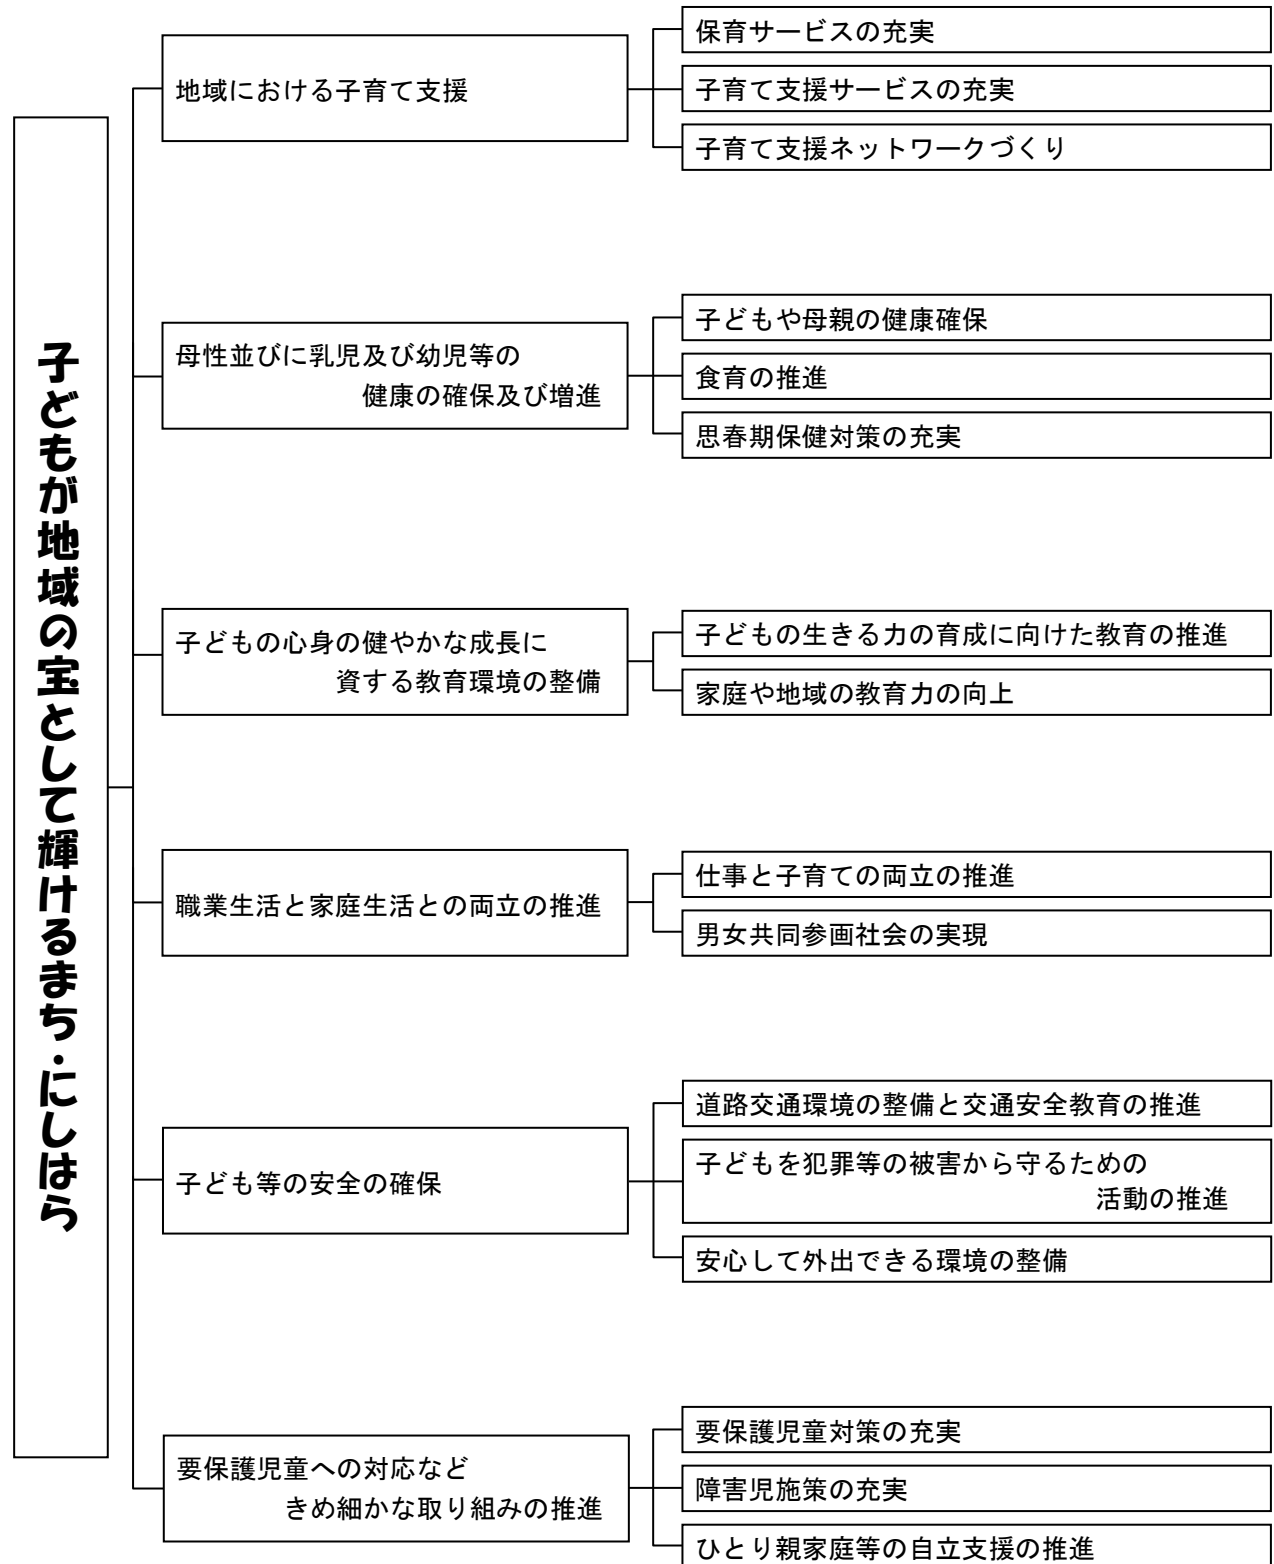 子どもが地域の宝として輝けるまち・にしはら
地域における子育て支援
保育サービスの充実
子育て支援サービスの充実
子育て支援ネットワークづくり
母性並びに乳児及び幼児等の
健康の確保及び増進
子どもや母親の健康確保
食育の推進
思春期保健対策の充実
子どもの心身の健やかな成長に
資する教育環境の整備
子どもの生きる力の育成に向けた教育の推進
家庭や地域の教育力の向上
職業生活と家庭生活との両立の推進
仕事と子育ての両立の推進
男女共同参画社会の実現
子ども等の安全の確保
道路交通環境の整備と交通安全教育の推進
子どもを犯罪等の被害から守るための
活動の推進
安心して外出できる環境の整備
要保護児童への対応など
きめ細かな取り組みの推進
要保護児童対策の充実
障害児施策の充実
ひとり親家庭等の自立支援の推進